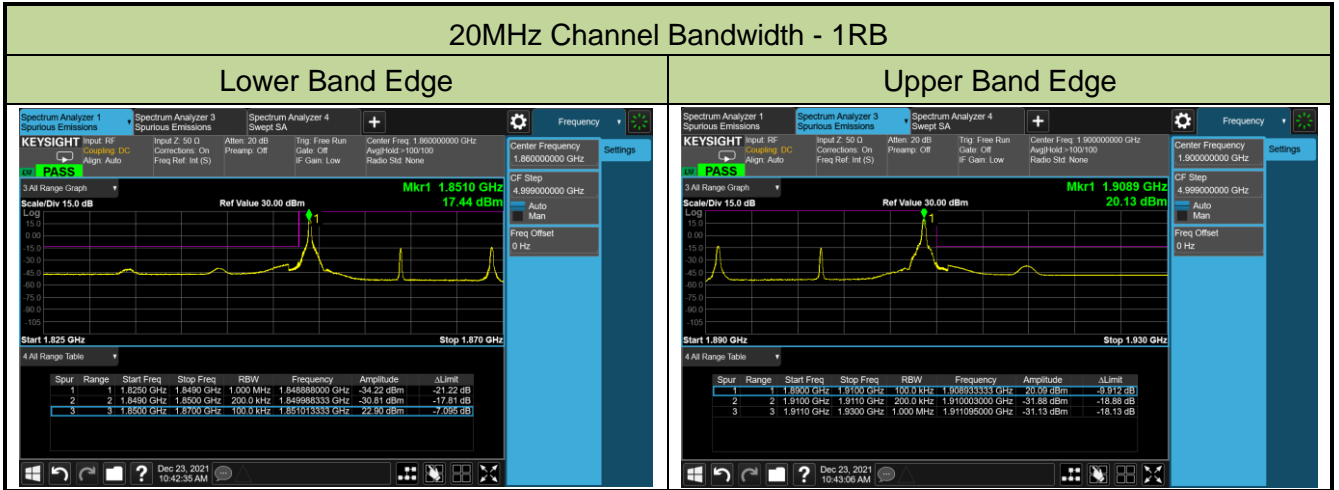 20MHz Channel Bandwidth - 1RB
Lower Band Edge
Upper Band Edge
Spectrum Analyzer 1
Spurious Emissions
Spectrum Analyzer 3
Spurious Emissions
Spectrum Analyzer 4
Swept SA
Frequency
KEYSIGHT
Input: RF
Coupling: DC
Align: Auto
Input Z: 50 Ω
Corrections: On
Freq Ref: Int (S)
Atten: 20 dB
Preamp: Off
Trig: Free Run
Gate: Off
IF Gain: Low
Center Freq: 1.860000000 GHz
Avg|Hold:>100/100
Radio Std: None
PASS
Center Frequency
1.860000000 GHz
Settings
CF Step
4.999000000 GHz
Auto
Man
Freq Offset
0 Hz
3 All Range Graph
Mkr1 1.8510 GHz
Scale/Div 15.0 dB
Ref Value 30.00 dBm
17.44 dBm
Log
15.0
0.00
-15.0
-30.0
-45.0
-60.0
-75.0
-90.0
-105
1
Start 1.825 GHz
Stop 1.870 GHz
4 All Range Table
Spur Range Start Freq Stop Freq RBW Frequency Amplitude ΔLimit
1 1 1.8250 GHz 1.8490 GHz 1.000 MHz 1.848888000 GHz -34.22 dBm -21.22 dB
2 2 1.8490 GHz 1.8500 GHz 200.0 kHz 1.849988333 GHz -30.81 dBm -17.81 dB
3 3 1.8500 GHz 1.8700 GHz 100.0 kHz 1.851013333 GHz 22.90 dBm -7.095 dB
Dec 23, 2021
10:42:35 AM
Spectrum Analyzer 1
Spurious Emissions
Spectrum Analyzer 3
Spurious Emissions
Spectrum Analyzer 4
Swept SA
Frequency
KEYSIGHT
Input: RF
Coupling: DC
Align: Auto
Input Z: 50 Ω
Corrections: On
Freq Ref: Int (S)
Atten: 20 dB
Preamp: Off
Trig: Free Run
Gate: Off
IF Gain: Low
Center Freq: 1.900000000 GHz
Avg|Hold:>100/100
Radio Std: None
PASS
Center Frequency
1.900000000 GHz
Settings
CF Step
4.999000000 GHz
Auto
Man
Freq Offset
0 Hz
3 All Range Graph
Mkr1 1.9089 GHz
Scale/Div 15.0 dB
Ref Value 30.00 dBm
20.13 dBm
Log
15.0
0.00
-15.0
-30.0
-45.0
-60.0
-75.0
-90.0
-105
1
Start 1.890 GHz
Stop 1.930 GHz
4 All Range Table
Spur Range Start Freq Stop Freq RBW Frequency Amplitude ΔLimit
1 1 1.8900 GHz 1.9100 GHz 100.0 kHz 1.908933333 GHz 20.09 dBm -9.912 dB
2 2 1.9100 GHz 1.9110 GHz 200.0 kHz 1.910003000 GHz -31.88 dBm -18.88 dB
3 3 1.9110 GHz 1.9300 GHz 1.000 MHz 1.911095000 GHz -31.13 dBm -18.13 dB
Dec 23, 2021
10:43:06 AM